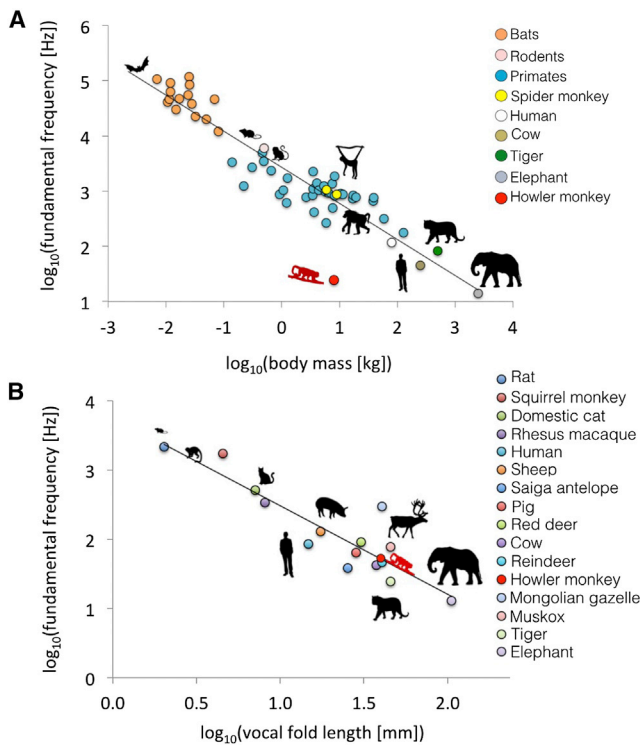 A
log10(fundamental frequency [Hz])
6
5
4
3
2
1
-3
-2
-1
0
1
2
3
4
log10(body mass [kg])
Bats
Rodents
Primates
Spider monkey
Human
Cow
Tiger
Elephant
Howler monkey
B
log10(fundamental frequency [Hz])
4
3
2
1
0
0.0
0.5
1.0
1.5
2.0
log10(vocal fold length [mm])
Rat
Squirrel monkey
Domestic cat
Rhesus macaque
Human
Sheep
Saiga antelope
Pig
Red deer
Cow
Reindeer
Howler monkey
Mongolian gazelle
Muskox
Tiger
Elephant